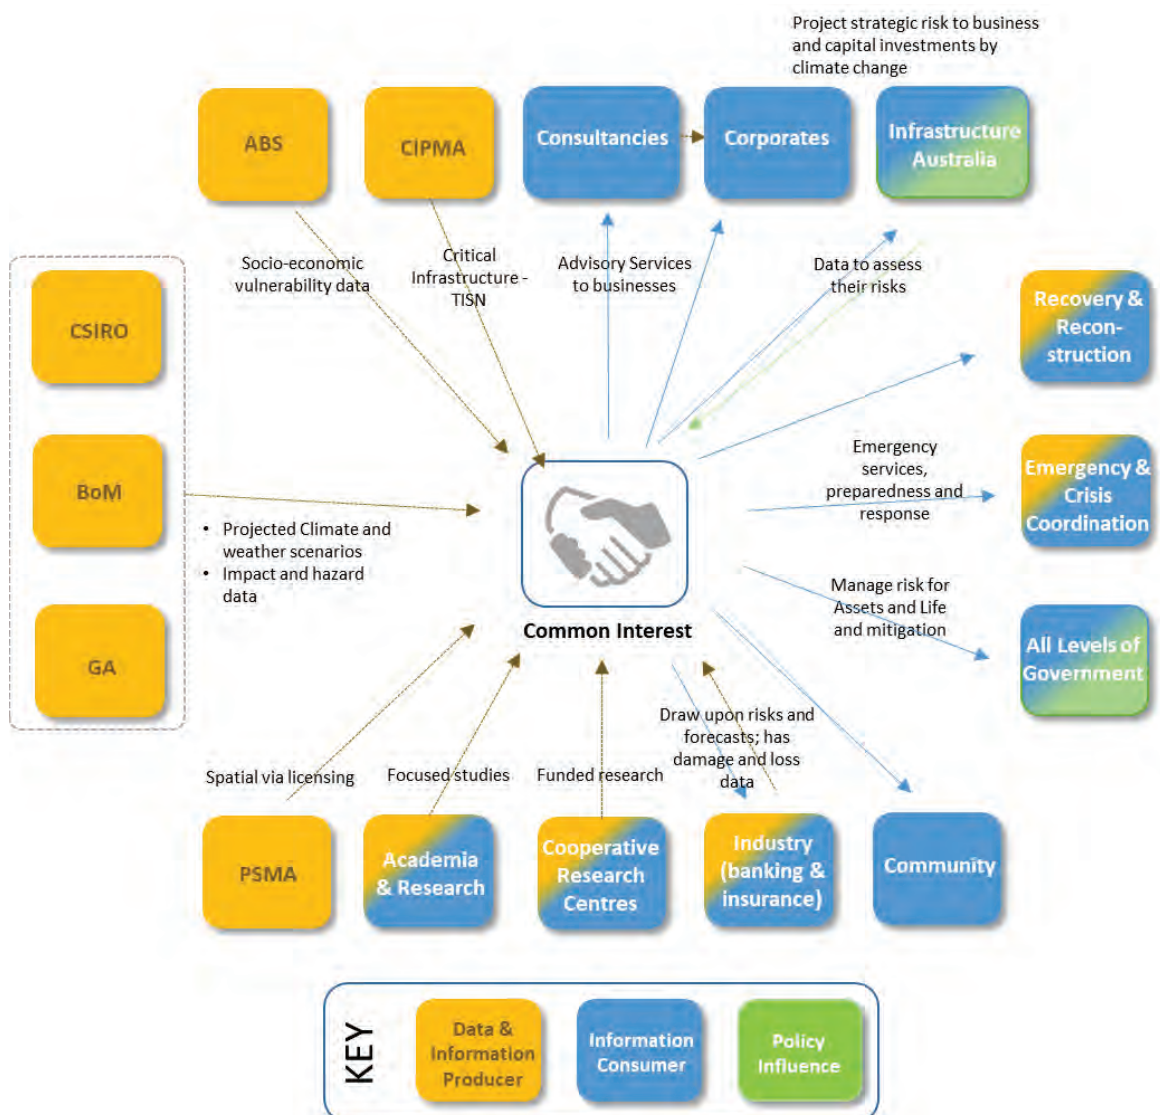 Project strategic risk to business
and capital investments by
climate change
ABS
CIPMA
Consultancies
Corporates
Infrastructure
Australia
Socio-economic
vulnerability data
Critical
Infrastructure -
TISN
Advisory Services
to businesses
Data to assess
their risks
CSIRO
BoM
GA
• Projected Climate and
weather scenarios
• Impact and hazard
data
Recovery &
Recon-
struction
Emergency
services,
preparedness and
response
Emergency &
Crisis
Coordination
Manage risk for
Assets and Life
and mitigation
All Levels of
Government
Common Interest
Spatial via licensing
Focused studies
Funded research
Draw upon risks and
forecasts; has
damage and loss
data
PSMA
Academia
& Research
Cooperative
Research
Centres
Industry
(banking &
insurance)
Community
KEY
Data &
Information
Producer
Information
Consumer
Policy
Influence